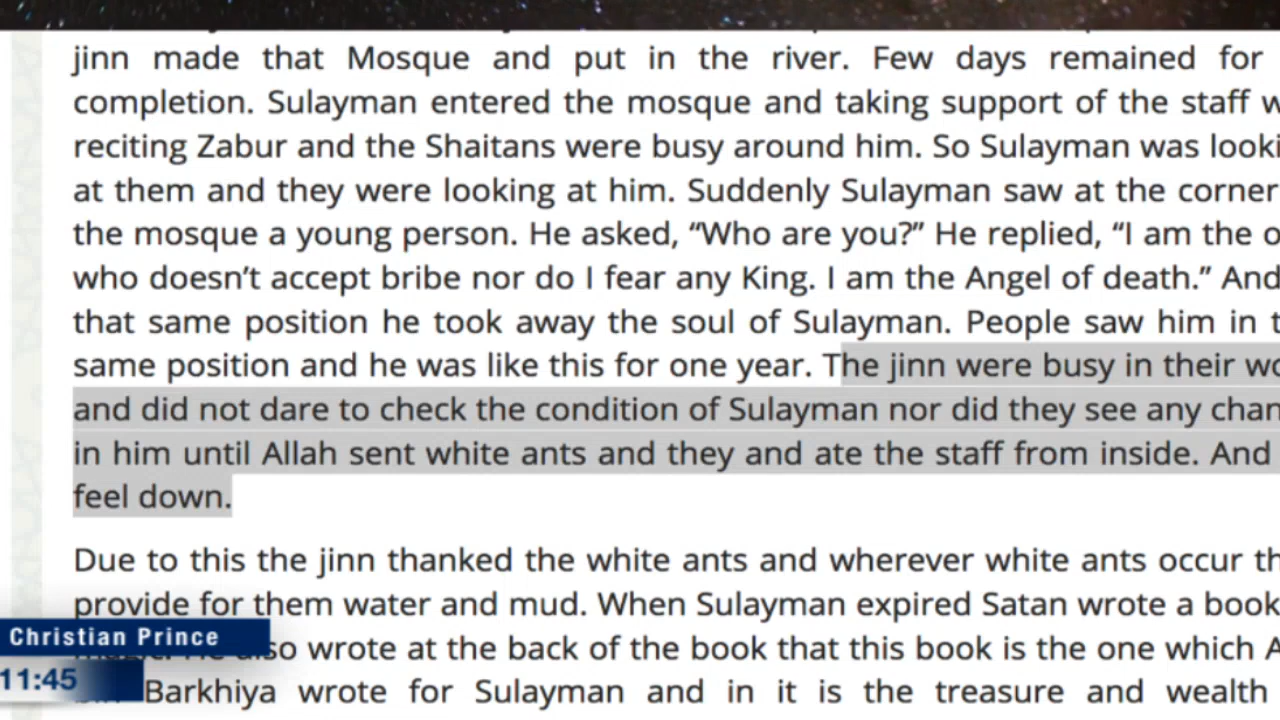 jinn made that Mosque and put in the river. Few days remained for
completion. Sulayman entered the mosque and taking support of the staff
reciting Zabur and the Shaitans were busy around him. So Sulayman was
at them and they were looking at him. Suddenly Sulayman saw at the corner
the mosque a young person. He asked, “Who are you?” He replied, “I am the
who doesn’t accept bribe nor do I fear any King. I am the Angel of death.” And
that same position he took away the soul of Sulayman. People saw him in
same position and he was like this for one year. The jinn were busy in their
and did not dare to check the condition of Sulayman nor did they see any
in him until Allah sent white ants and they and ate the staff from inside. And
feel down.
Due to this the jinn thanked the white ants and wherever white ants occur
provide for them water and mud. When Sulayman expired Satan wrote a book
also wrote at the back of the book that this book is the one which
Barkhiya wrote for Sulayman and in it is the treasure and wealth
Christian Prince
11:45